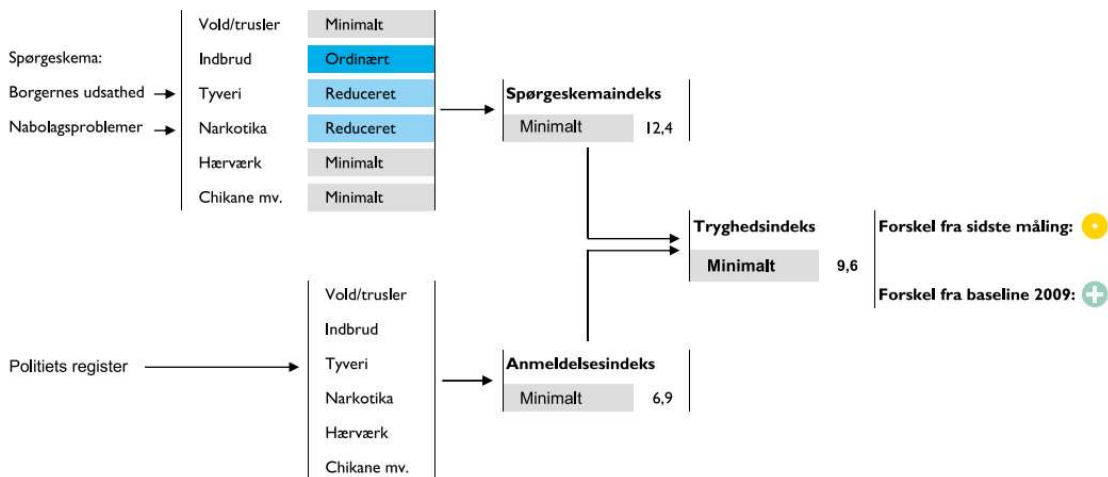 Vold/trusler Minimalt
Spørgeskema: Indbrud Ordinært
Borgernes udsathed Tyveri Reduceret Spørgeskemaindeks
Nabolagsproblemer Narkotika Reduceret Minimalt 12,4
Hærværk Minimalt
Chikane mv. Minimalt
Tryghedsindeks Forskel fra sidste måling:
Minimalt 9,6
Vold/trusler Forskel fra baseline 2009:
Indbrud
Politiets register Tyveri Anmeldelsesindeks
Narkotika Minimalt 6,9
Hærværk
Chikane mv.